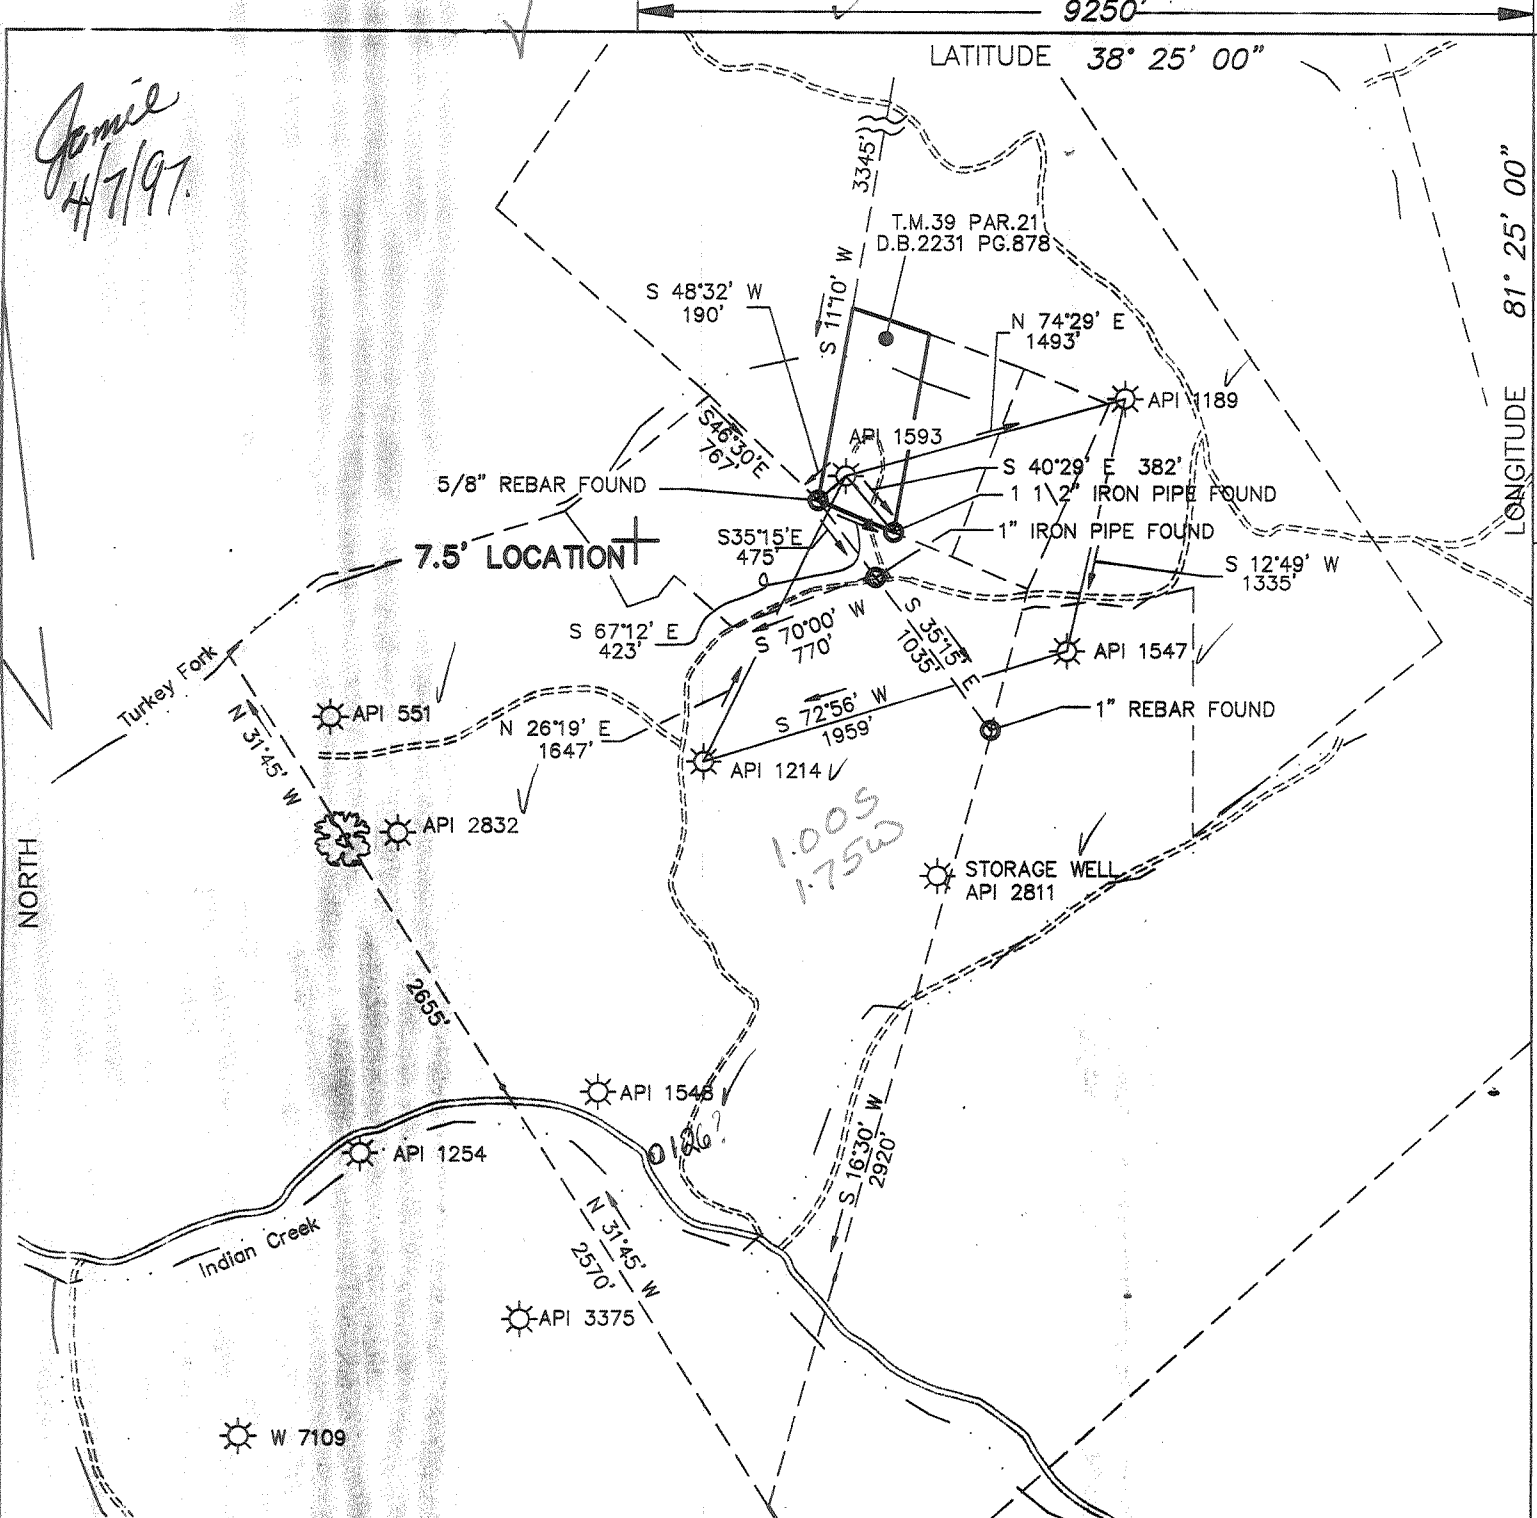 9250'
LATITUDE 38° 25' 00"
Jamie
4/7/97.
81° 25' 00"
LONGITUDE
3345'
S 11°10' W
T.M.39 PAR.21
D.B.2231 PG.878
S 48°32' W
190'
N 74°29' E
1493'
API 1189
S46°30'E
767'
API 1593
S 40°29' E 382'
5/8" REBAR FOUND
1 1\2" IRON PIPE FOUND
1" IRON PIPE FOUND
S35°15'E
475'
7.5' LOCATION
S 12°49' W
1335'
S 67°12' E
423'
S 70°00' W
770'
S 35°15' E
1035'
API 1547
Turkey Fork
N 31°45' W
API 551
N 26°19' E
1647'
S 72°56' W
1959'
1" REBAR FOUND
API 1214
API 2832
1.00S
1.75W
NORTH
STORAGE WELL
API 2811
2655'
API 1548
0126?
API 1254
S 16°30' W
2920'
Indian Creek
N 31°45' W
2570'
API 3375
W 7109